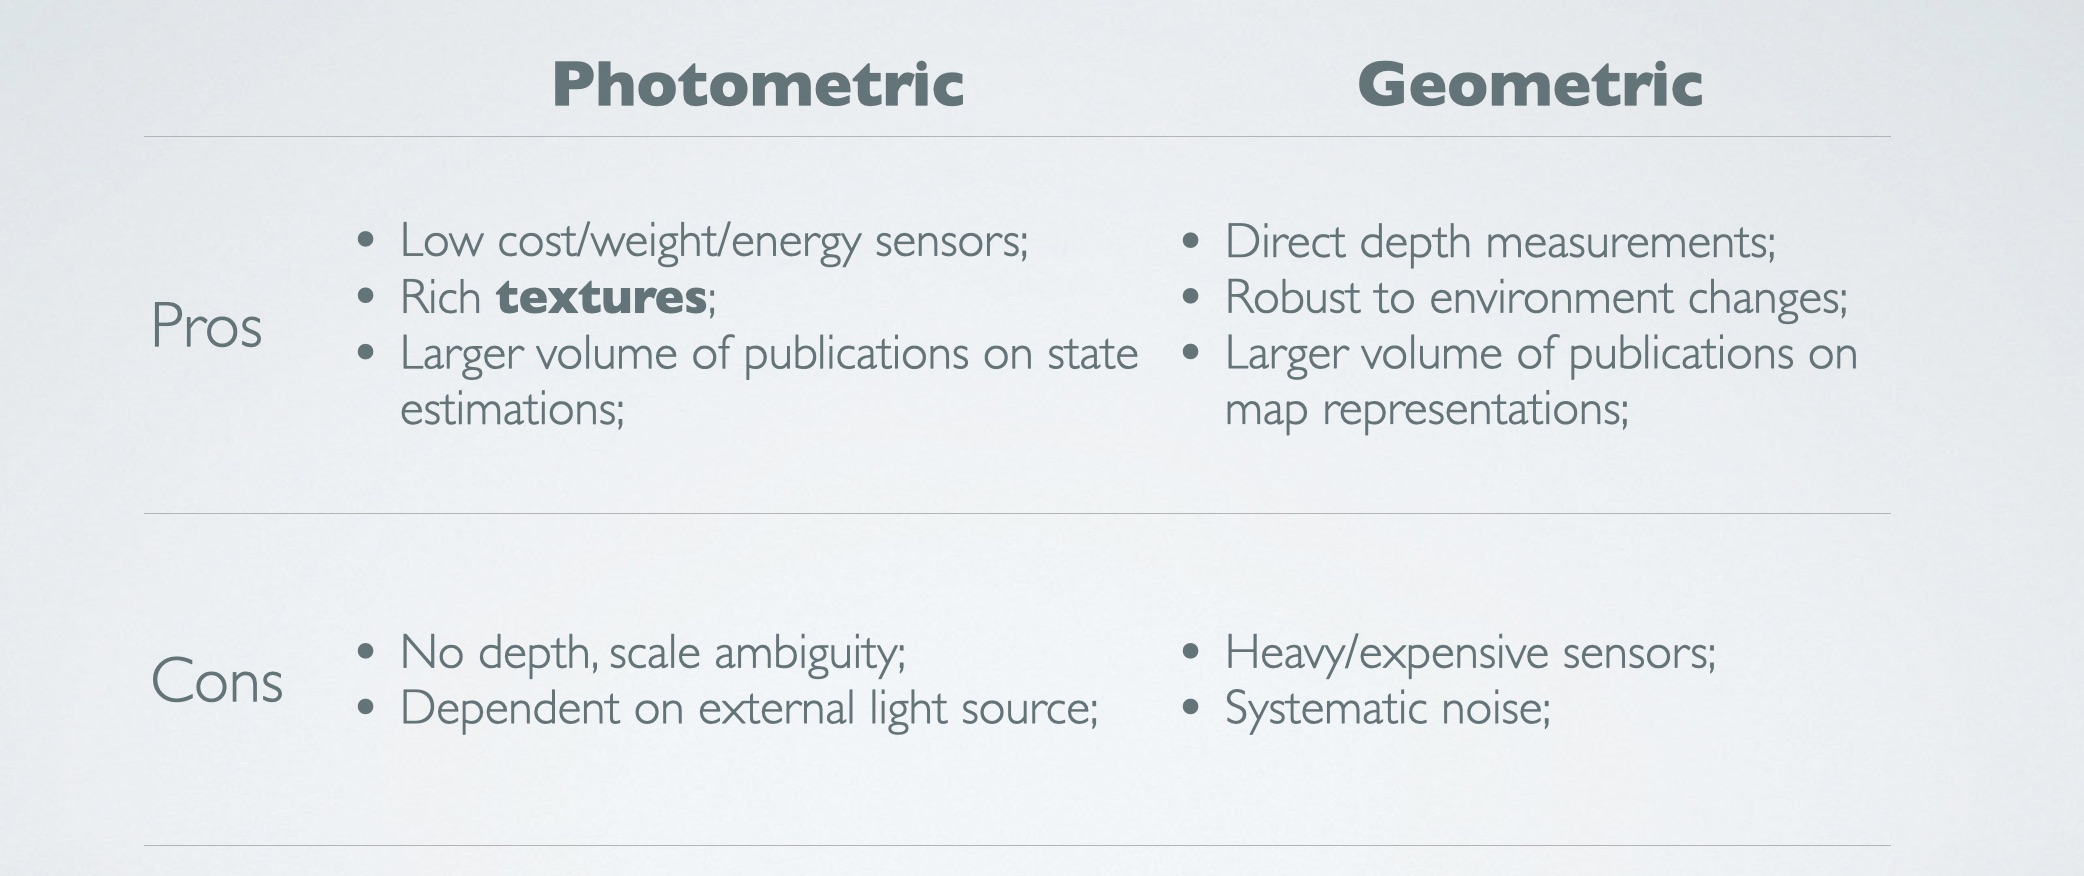 Photometric Geometric
Pros
• Low cost/weight/energy sensors;
• Rich textures;
• Larger volume of publications on state
estimations;
• Direct depth measurements;
• Robust to environment changes;
• Larger volume of publications on
map representations;
Cons
• No depth, scale ambiguity;
• Dependent on external light source;
• Heavy/expensive sensors;
• Systematic noise;